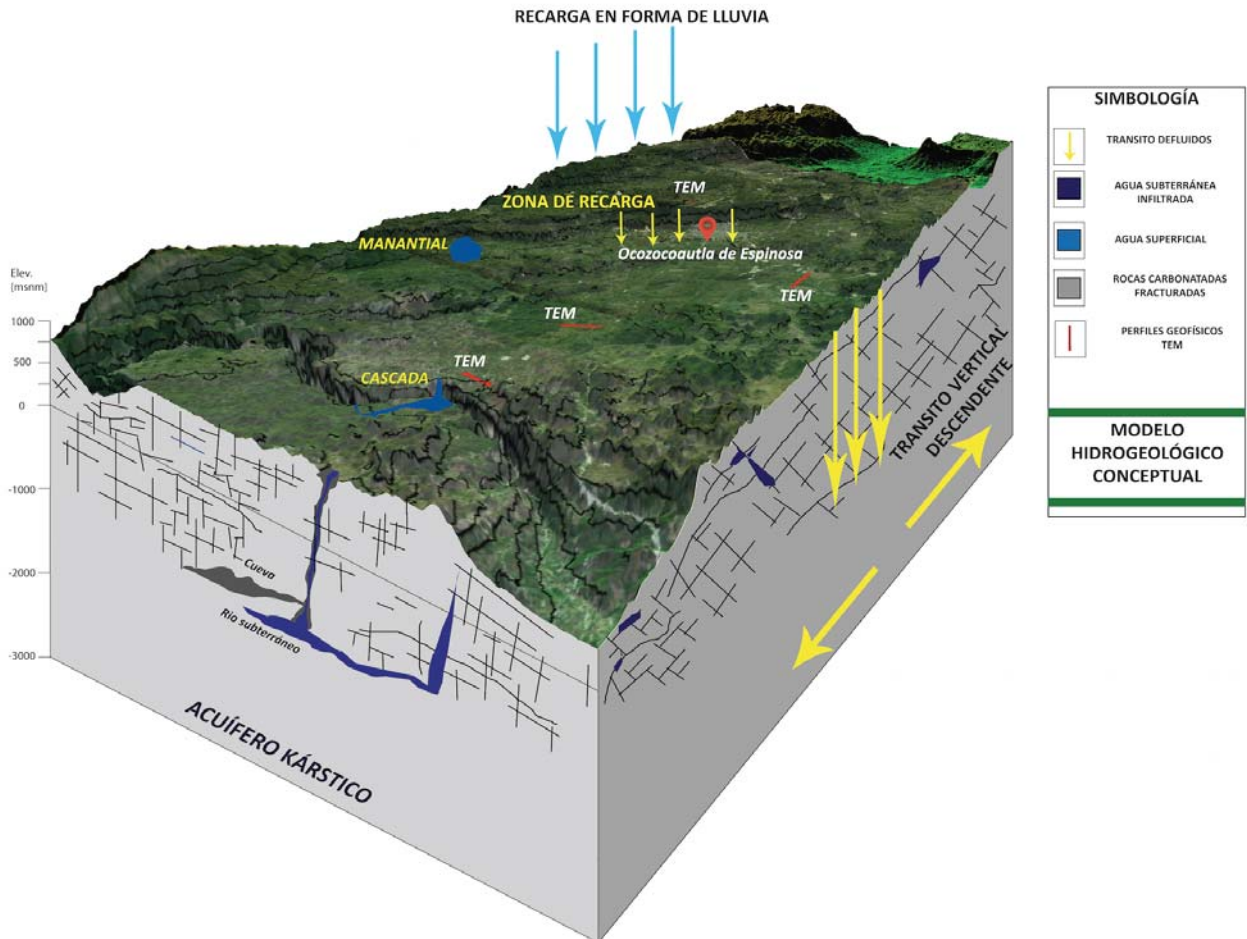 RECARGA EN FORMA DE LLUVIA
TEM
ZONA DE RECARGA
MANANTIAL
Ocozocoautla de Espinosa
TEM
TEM
TEM
CASCADA
Elev.
[msnm]
1000
500
0
-1000
-2000
-3000
Cueva
Río subterráneo
ACUÍFERO KÁRSTICO
TRANSITO VERTICAL
DESCENDENTE
SIMBOLOGÍA
TRANSITO DEFLUIDOS
AGUA SUBTERRÁNEA
INFILTRADA
AGUA SUPERFICIAL
ROCAS CARBONATADAS
FRACTURADAS
PERFILES GEOFÍSICOS
TEM
MODELO
HIDROGEOLÓGICO
CONCEPTUAL